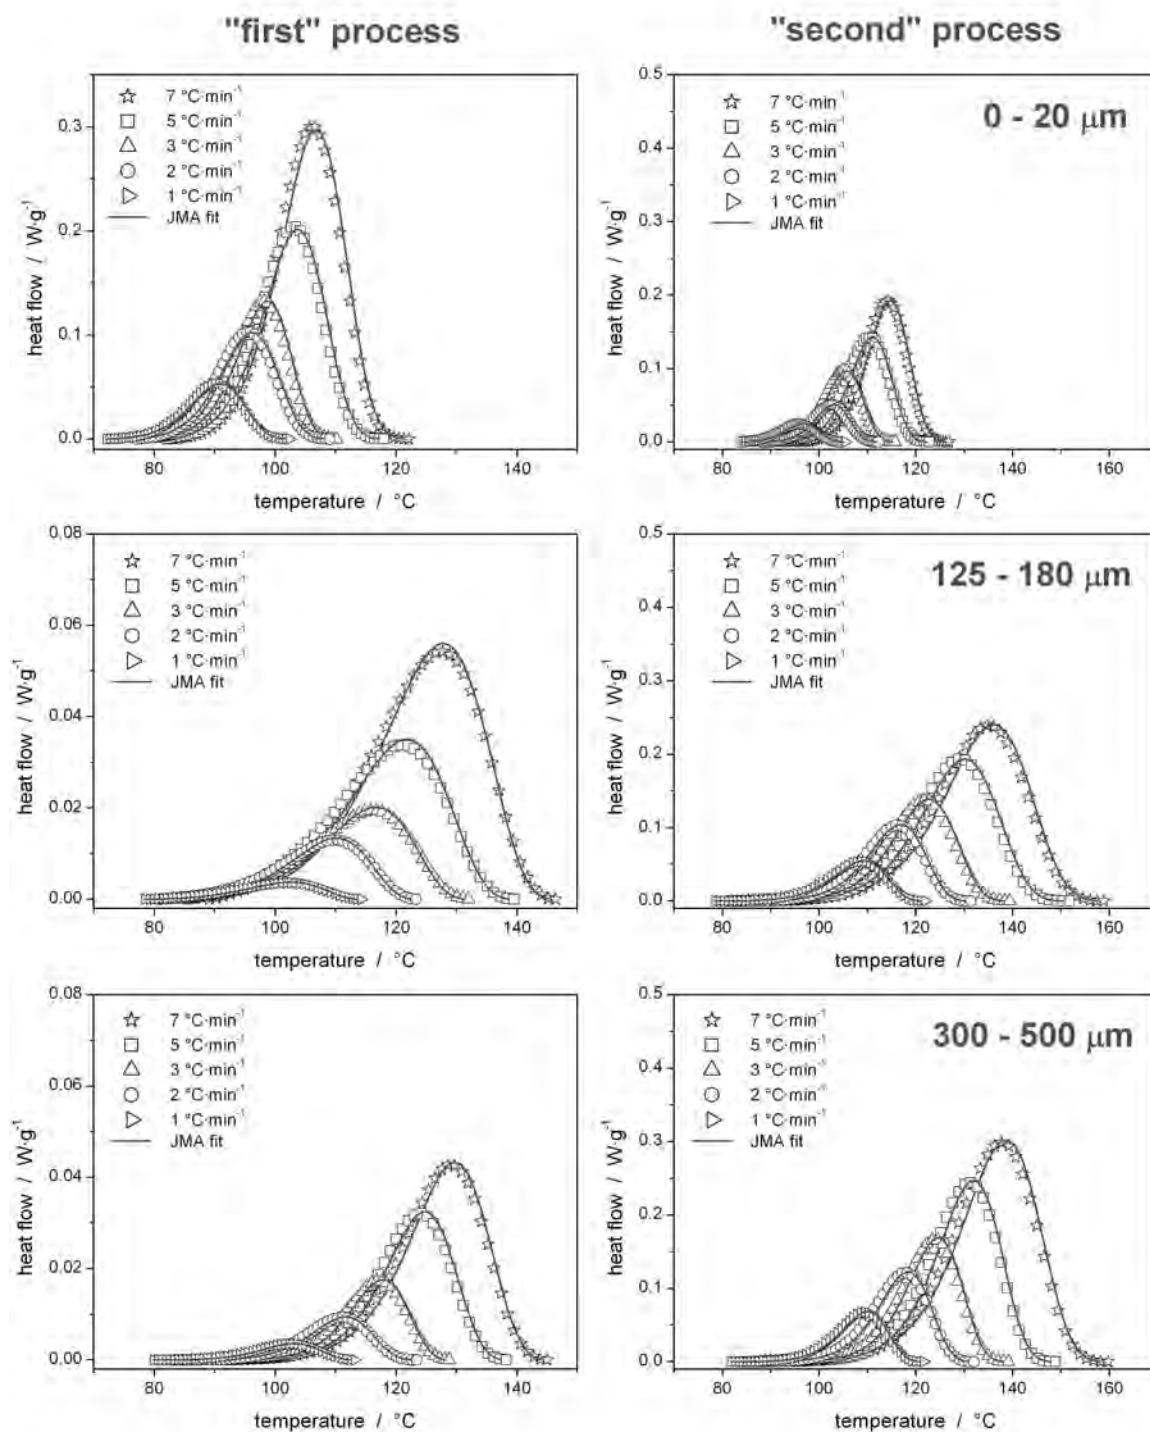 "first" process
"second" process
7 °C·min⁻¹
5 °C·min⁻¹
3 °C·min⁻¹
2 °C·min⁻¹
1 °C·min⁻¹
JMA fit
0.3
0.2
0.1
0.0
heat flow / W·g⁻¹
80 100 120 140
temperature / °C
0 - 20 μm
7 °C·min⁻¹
5 °C·min⁻¹
3 °C·min⁻¹
2 °C·min⁻¹
1 °C·min⁻¹
JMA fit
0.5
0.4
0.3
0.2
0.1
0.0
heat flow / W·g⁻¹
80 100 120 140 160
temperature / °C
7 °C·min⁻¹
5 °C·min⁻¹
3 °C·min⁻¹
2 °C·min⁻¹
1 °C·min⁻¹
JMA fit
0.08
0.06
0.04
0.02
0.00
heat flow / W·g⁻¹
80 100 120 140
temperature / °C
125 - 180 μm
7 °C·min⁻¹
5 °C·min⁻¹
3 °C·min⁻¹
2 °C·min⁻¹
1 °C·min⁻¹
JMA fit
0.5
0.4
0.3
0.2
0.1
0.0
heat flow / W·g⁻¹
80 100 120 140 160
temperature / °C
7 °C·min⁻¹
5 °C·min⁻¹
3 °C·min⁻¹
2 °C·min⁻¹
1 °C·min⁻¹
JMA fit
0.08
0.06
0.04
0.02
0.00
heat flow / W·g⁻¹
80 100 120 140
temperature / °C
300 - 500 μm
7 °C·min⁻¹
5 °C·min⁻¹
3 °C·min⁻¹
2 °C·min⁻¹
1 °C·min⁻¹
JMA fit
0.5
0.4
0.3
0.2
0.1
0.0
heat flow / W·g⁻¹
80 100 120 140 160
temperature / °C